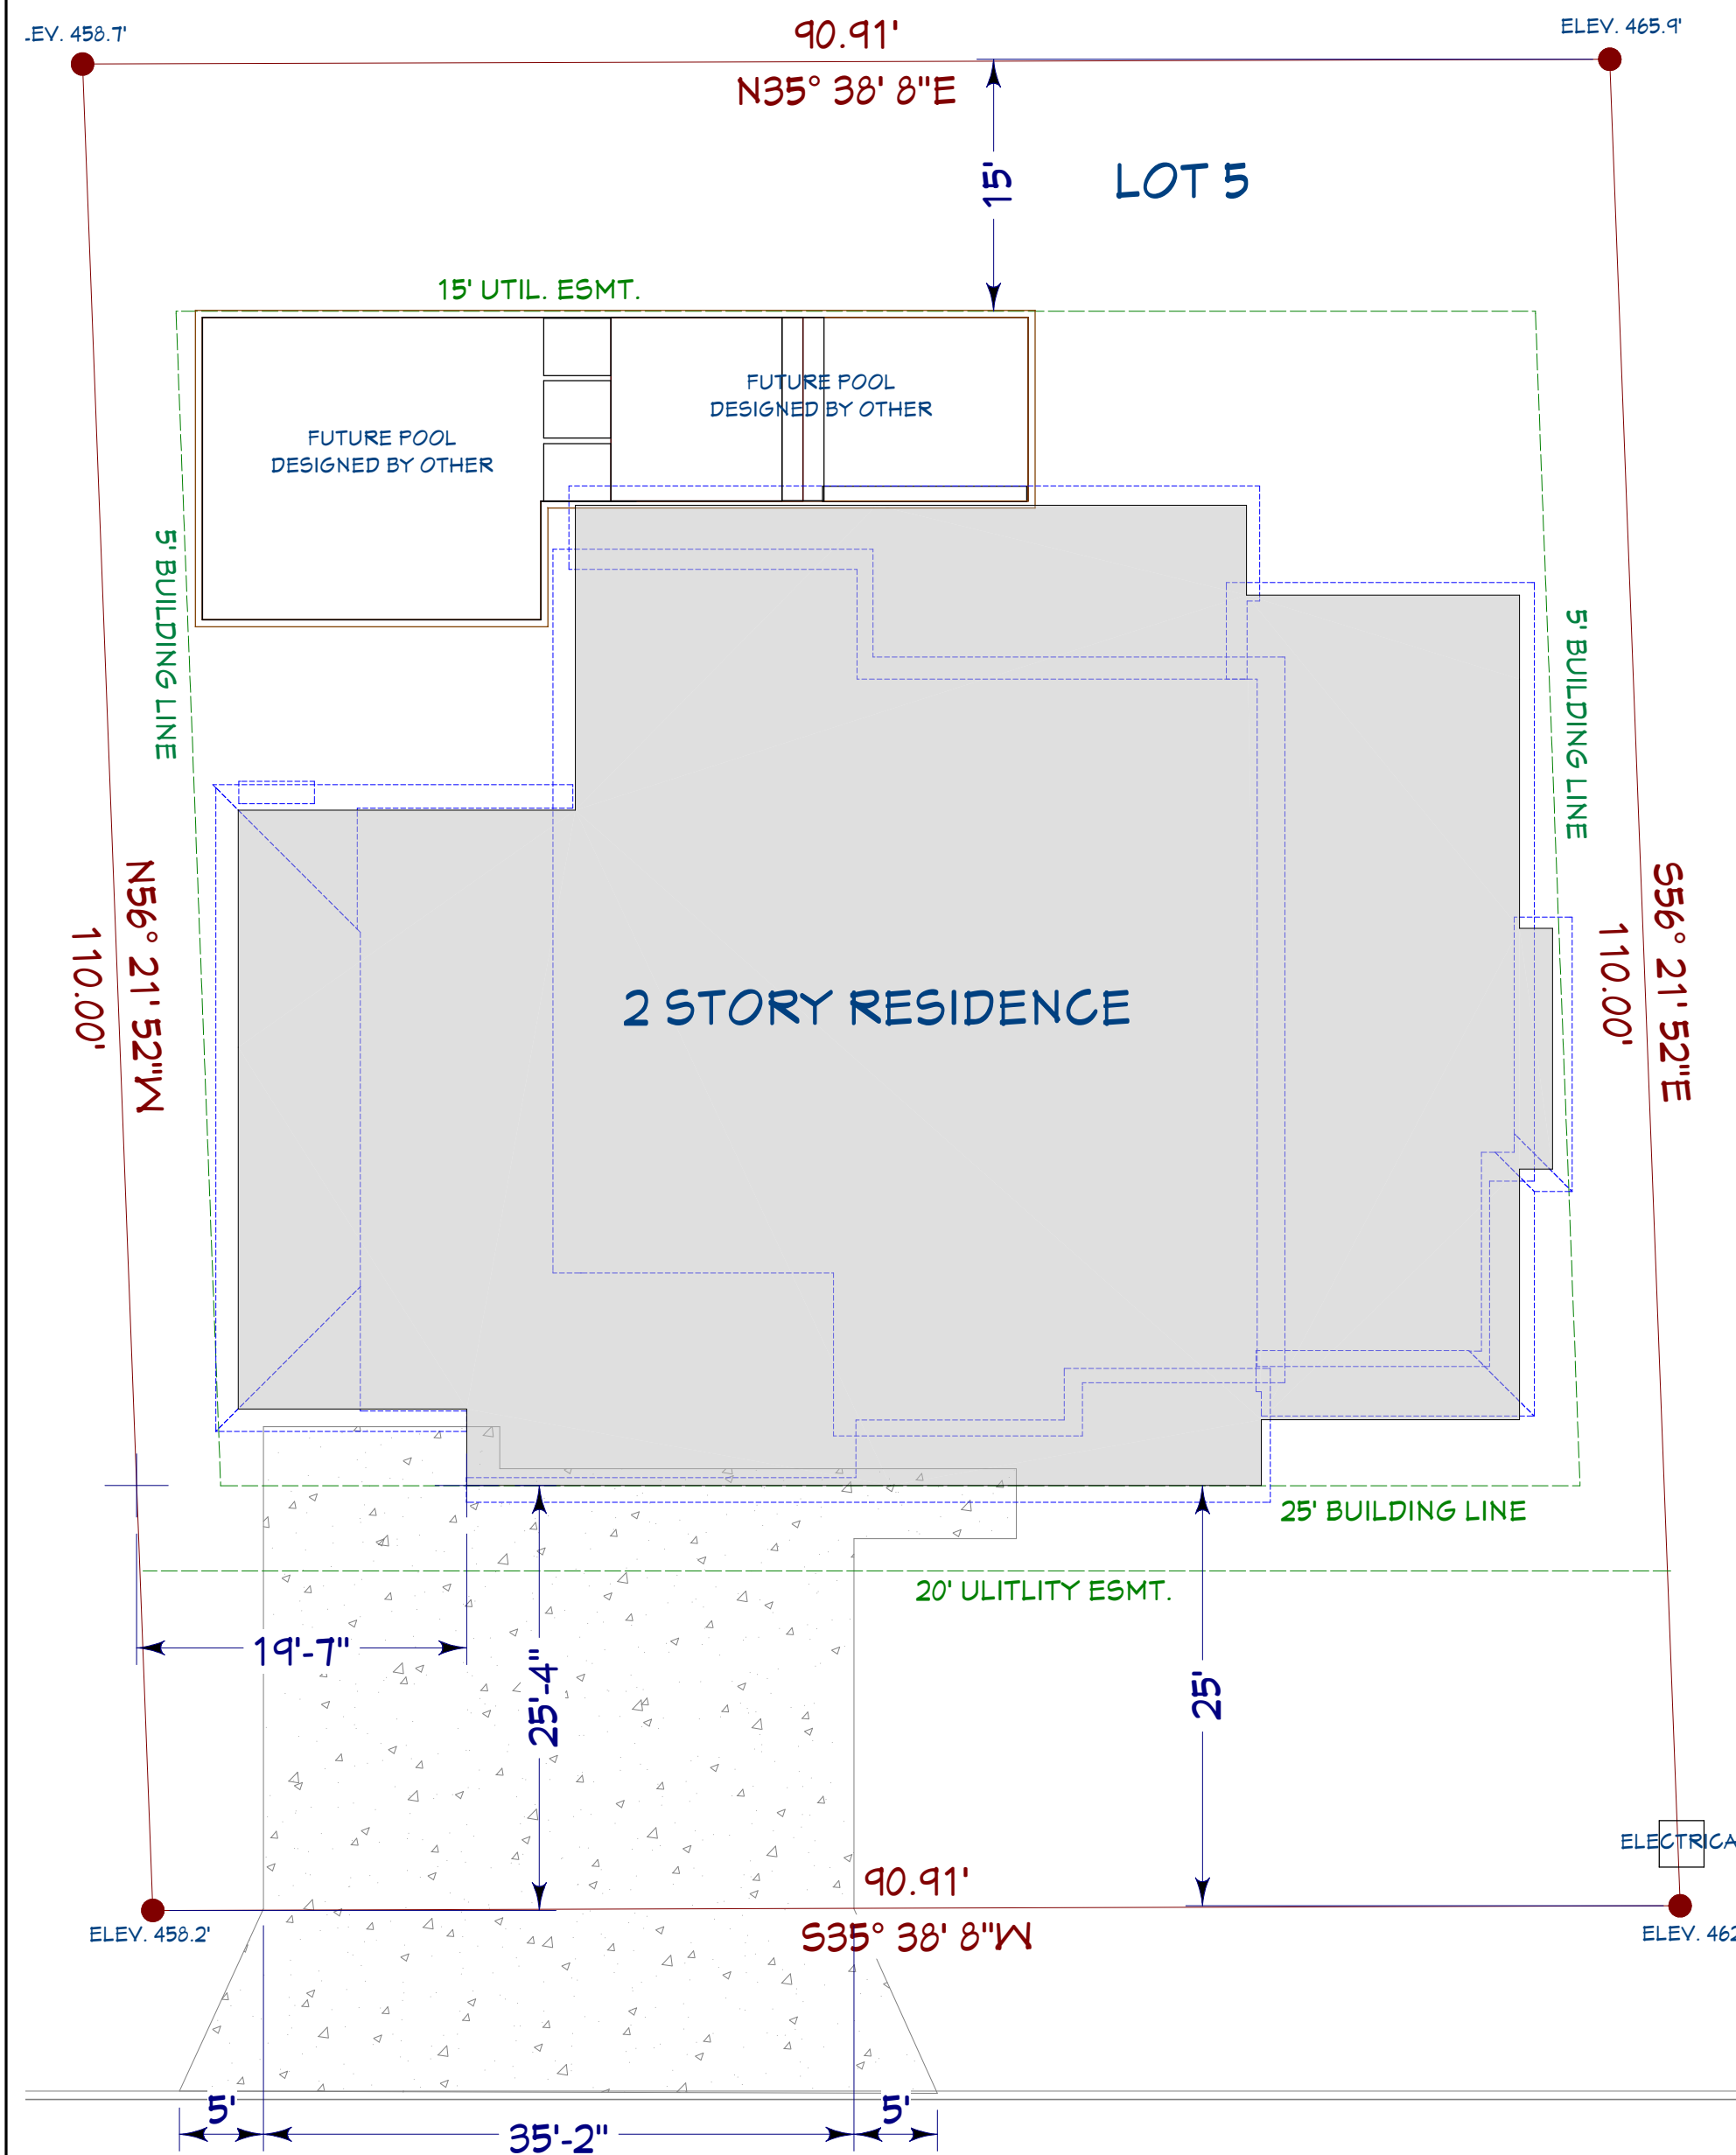 -EV. 458.7'
90.91'
ELEV. 465.9'
N35° 38' 8"E
15'
LOT 5
15' UTIL. ESMT.
FUTURE POOL
DESIGNED BY OTHER
FUTURE POOL
DESIGNED BY OTHER
5' BUILDING LINE
5' BUILDING LINE
N56° 21' 52"W
110.00'
S56° 21' 52"E
110.00'
2 STORY RESIDENCE
25' BUILDING LINE
20' ULITLITY ESMT.
19'-7"
25'-4"
25'
ELECTRICA
90.91'
S35° 38' 8"W
ELEV. 458.2'
ELEV. 462
5'
35'-2"
5'